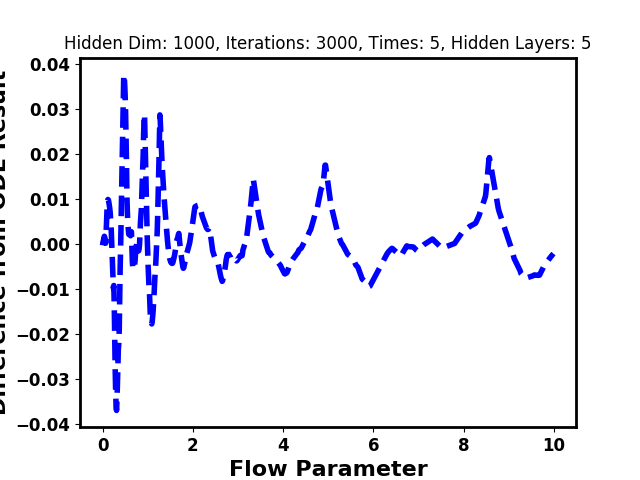 Hidden Dim: 1000, Iterations: 3000, Times: 5, Hidden Layers: 5
Difference from ODE Result
0.04
0.03
0.02
0.01
0.00
−0.01
−0.02
−0.03
−0.04
0 2 4 6 8 10
Flow Parameter